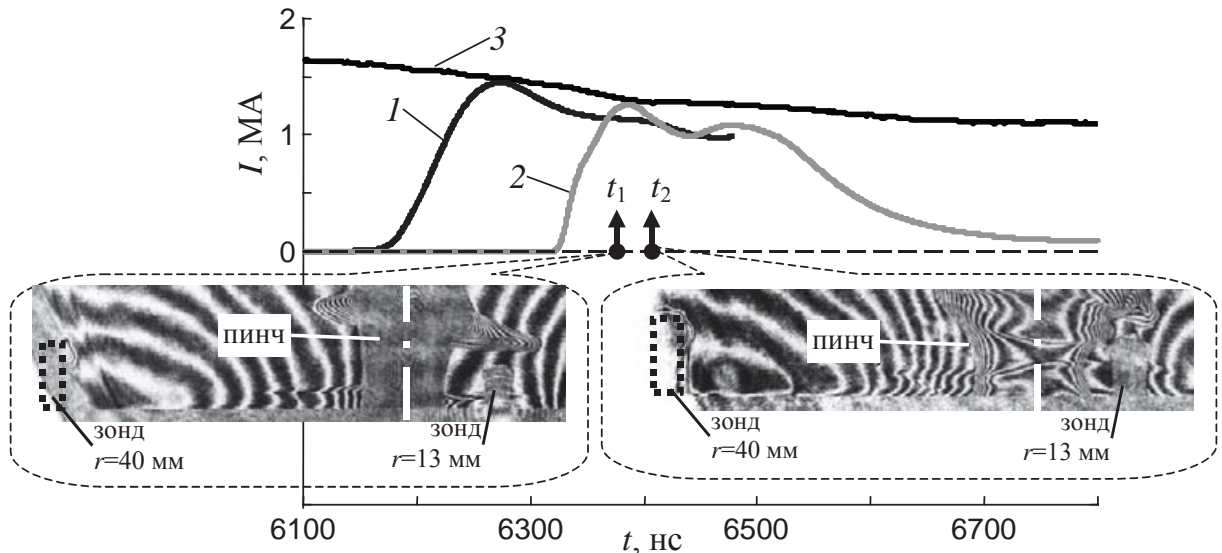 2
3
I, МА
1
1
2
t₁
t₂
0
пинч
пинч
зонд
r=40 мм
зонд
r=13 мм
зонд
r=40 мм
зонд
r=13 мм
6100
6300
6500
6700
t, нс